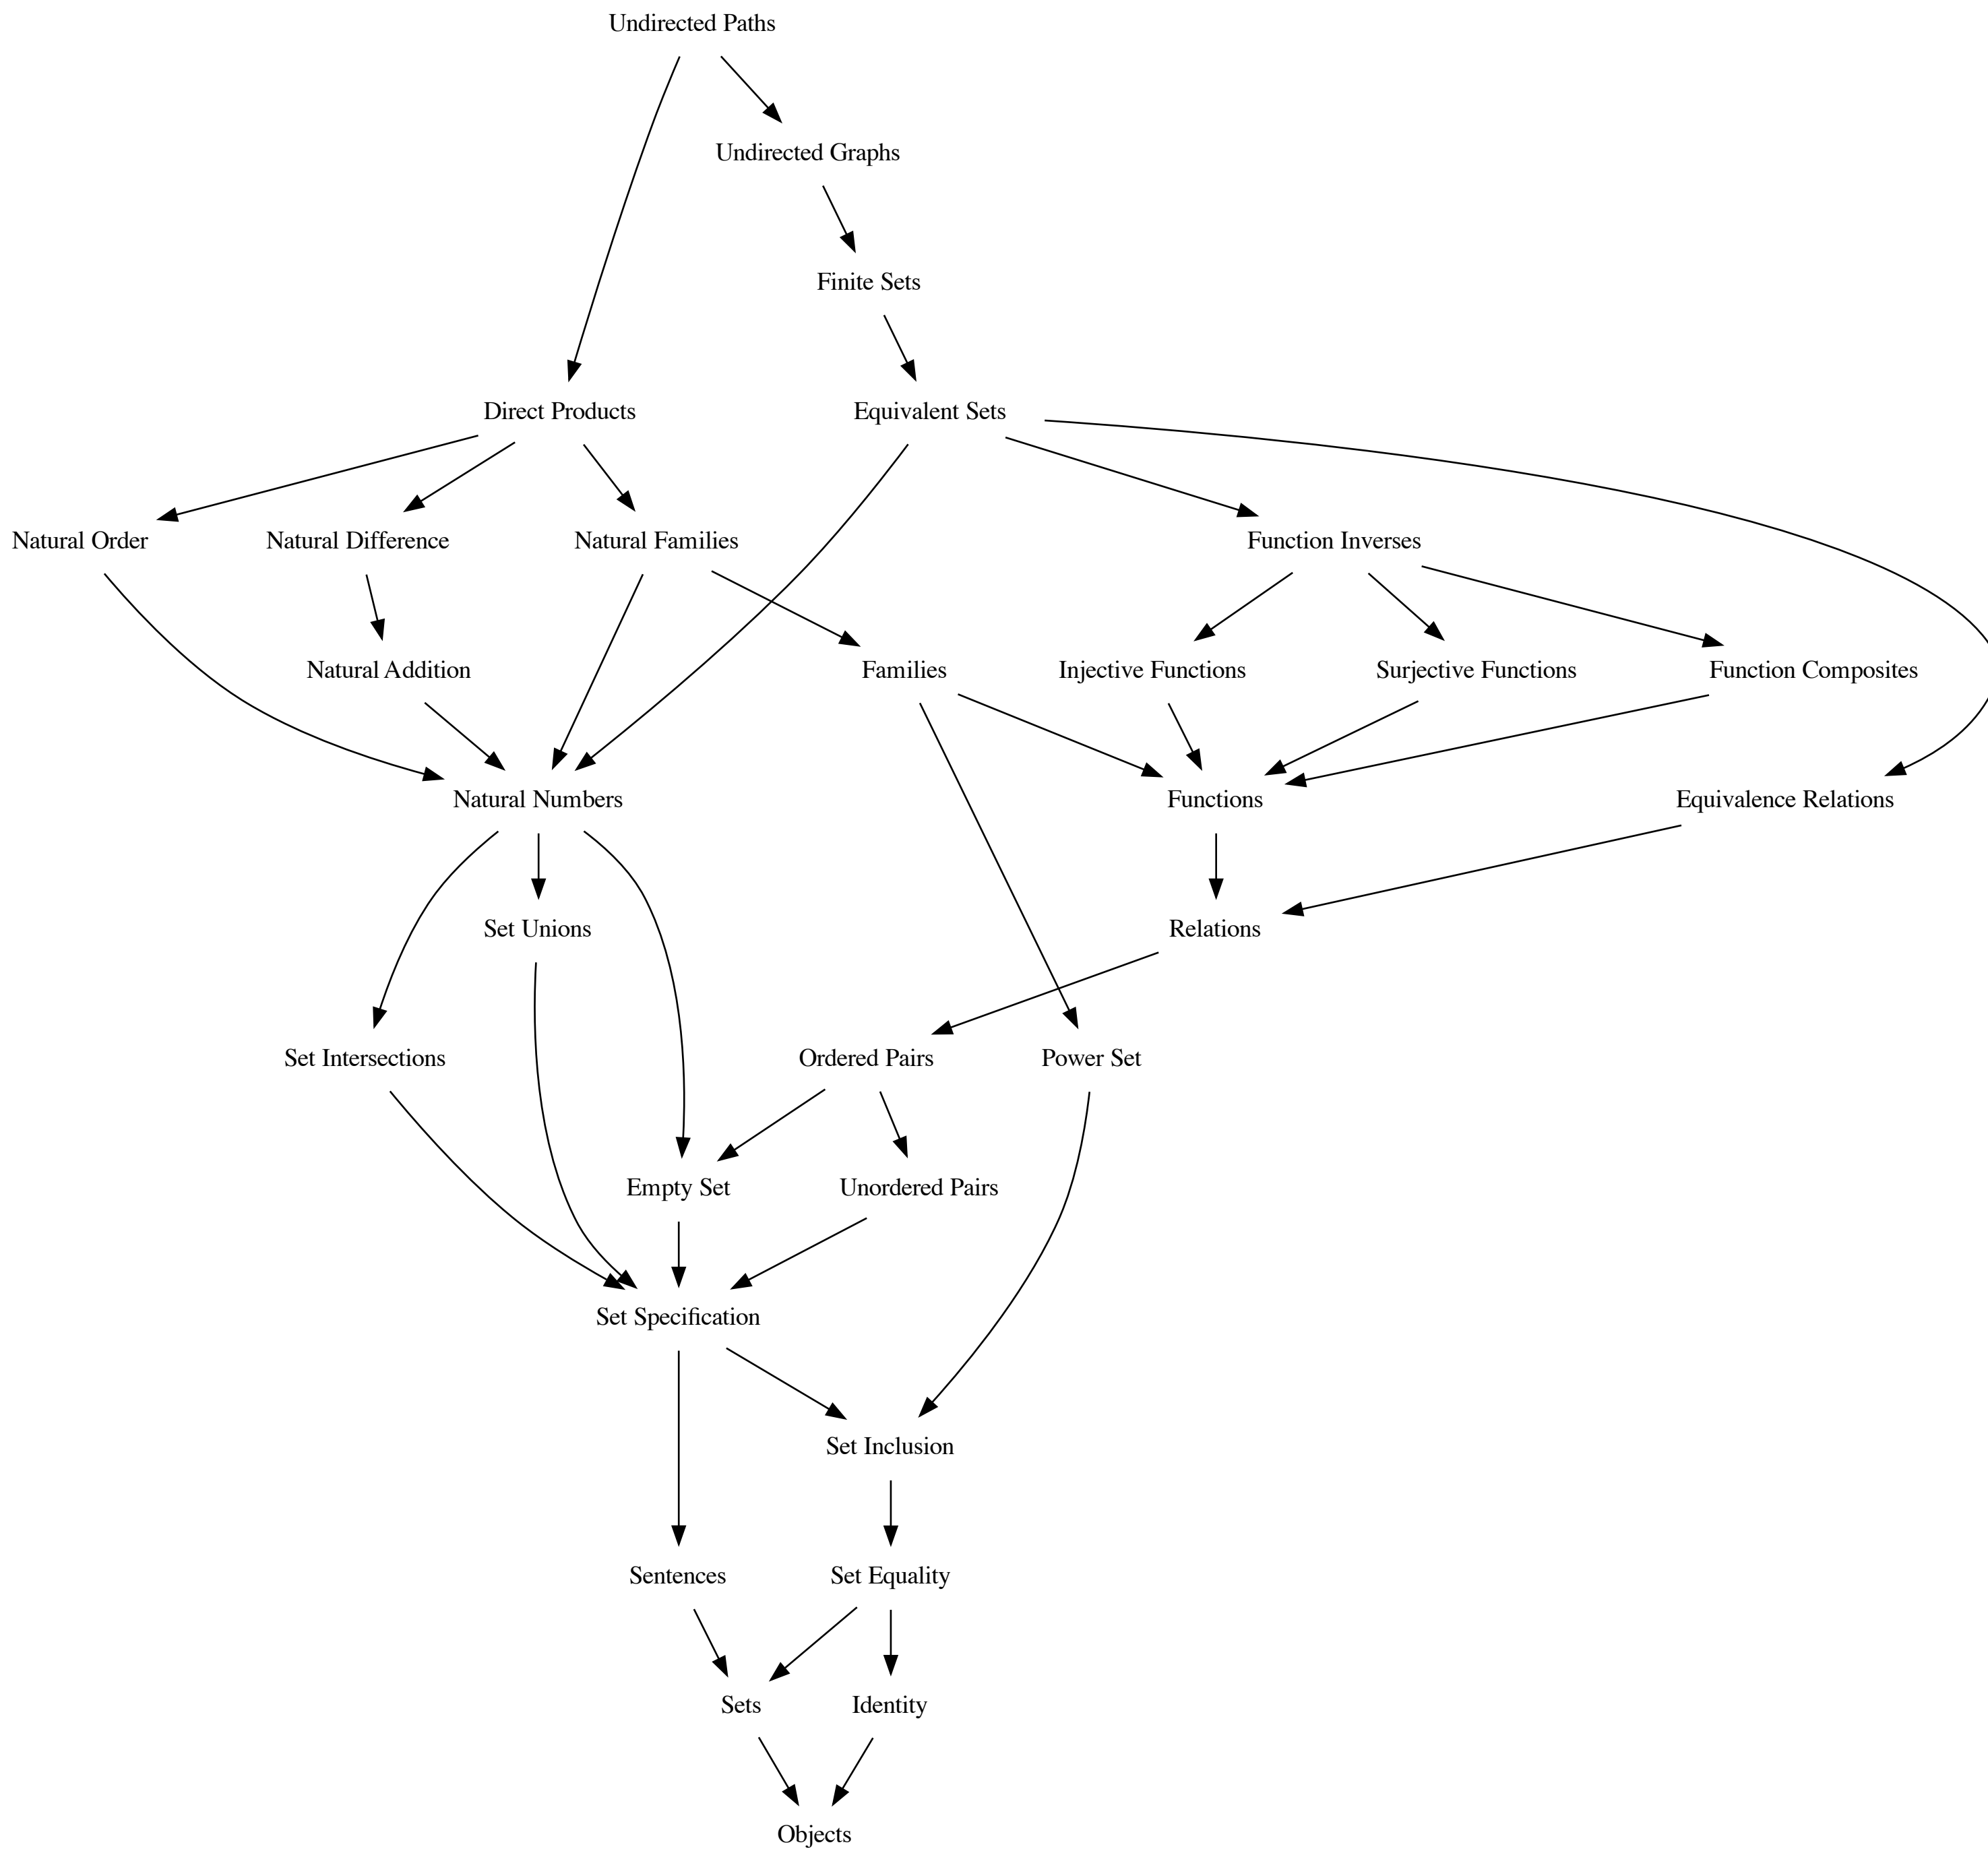 Undirected Paths
Undirected Graphs
Finite Sets
Direct Products
Equivalent Sets
Natural Order
Natural Difference
Natural Families
Function Inverses
Natural Addition
Families
Injective Functions
Surjective Functions
Function Composites
Natural Numbers
Functions
Equivalence Relations
Set Unions
Relations
Set Intersections
Ordered Pairs
Power Set
Empty Set
Unordered Pairs
Set Specification
Set Inclusion
Sentences
Set Equality
Sets
Identity
Objects